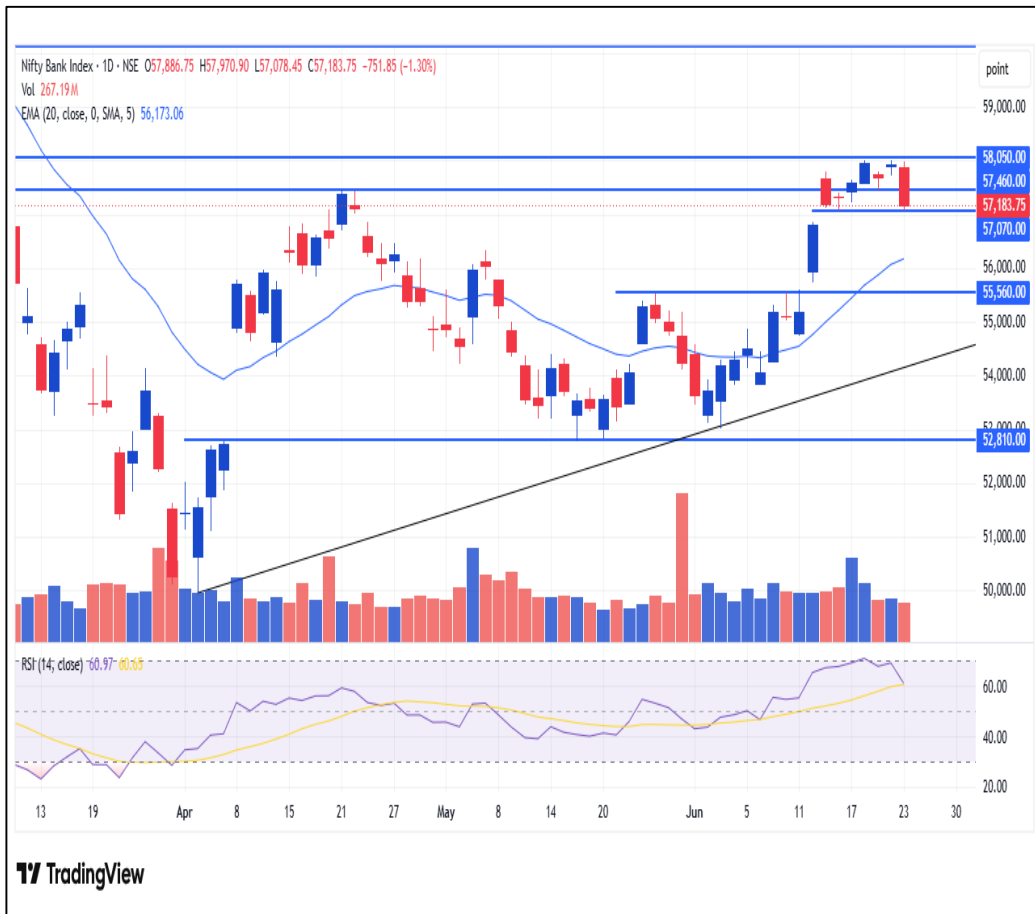 Nifty Bank Index · 1D · NSE O57,886.75 H57,970.90 L57,078.45 C57,183.75 −751.85 (−1.30%)
point
Vol 267.19M
EMA (20, close, 0, SMA, 5) 56,173.06
59,000.00
58,050.00
57,460.00
57,183.75
57,070.00
56,000.00
55,560.00
55,000.00
54,000.00
52,810.00
52,000.00
51,000.00
50,000.00
RSI (14, close) 60.97 60.65
60.00
40.00
20.00
13 19 Apr 8 15 21 27 May 8 14 20 Jun 5 11 17 23 30
TradingView